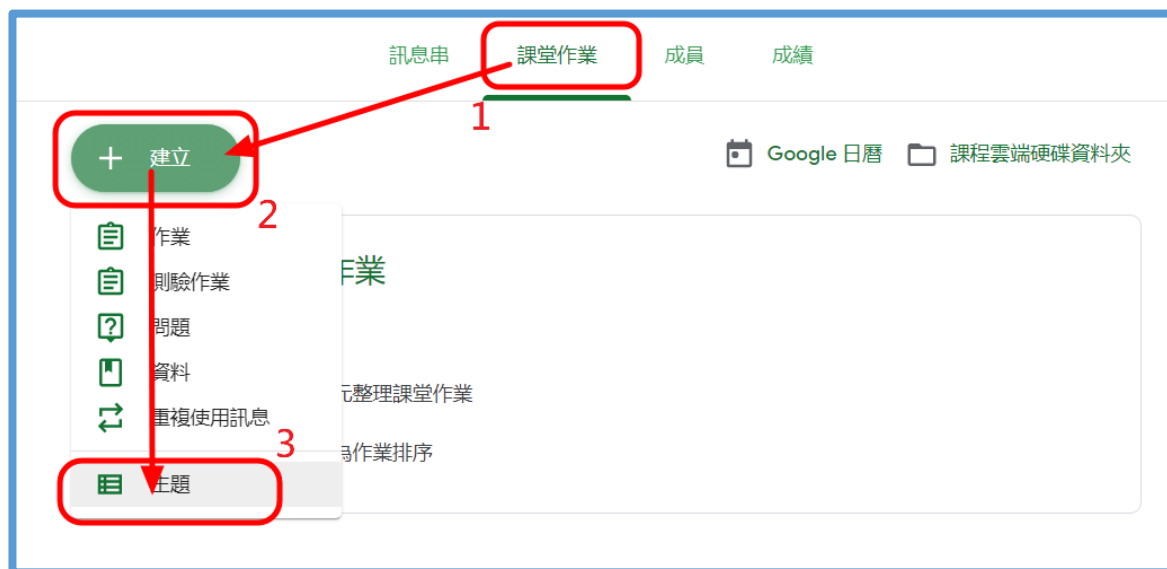 訊息串 課堂作業 成員 成績
1
+ 建立 Google 日曆 課程雲端硬碟資料夾
2
作業
測驗作業
作業
問題
資料
元整理課堂作業
重複使用訊息
3
為作業排序
主題